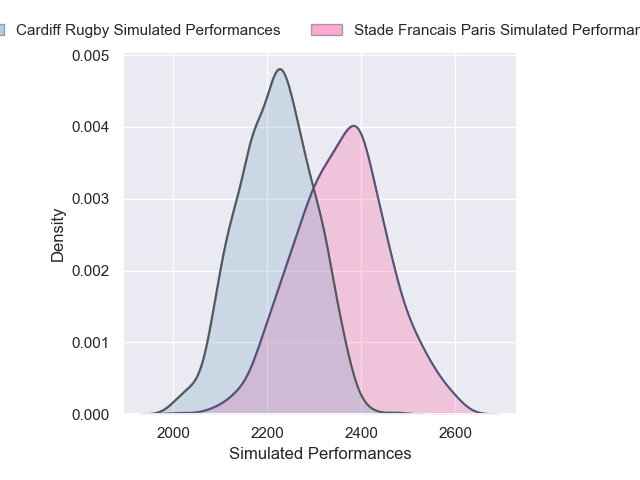 Cardiff Rugby Simulated Performances Stade Francais Paris Simulated
0.005
0.004
0.003
0.002
0.001
0.000
Density
2000 2200 2400 2600
Simulated Performances